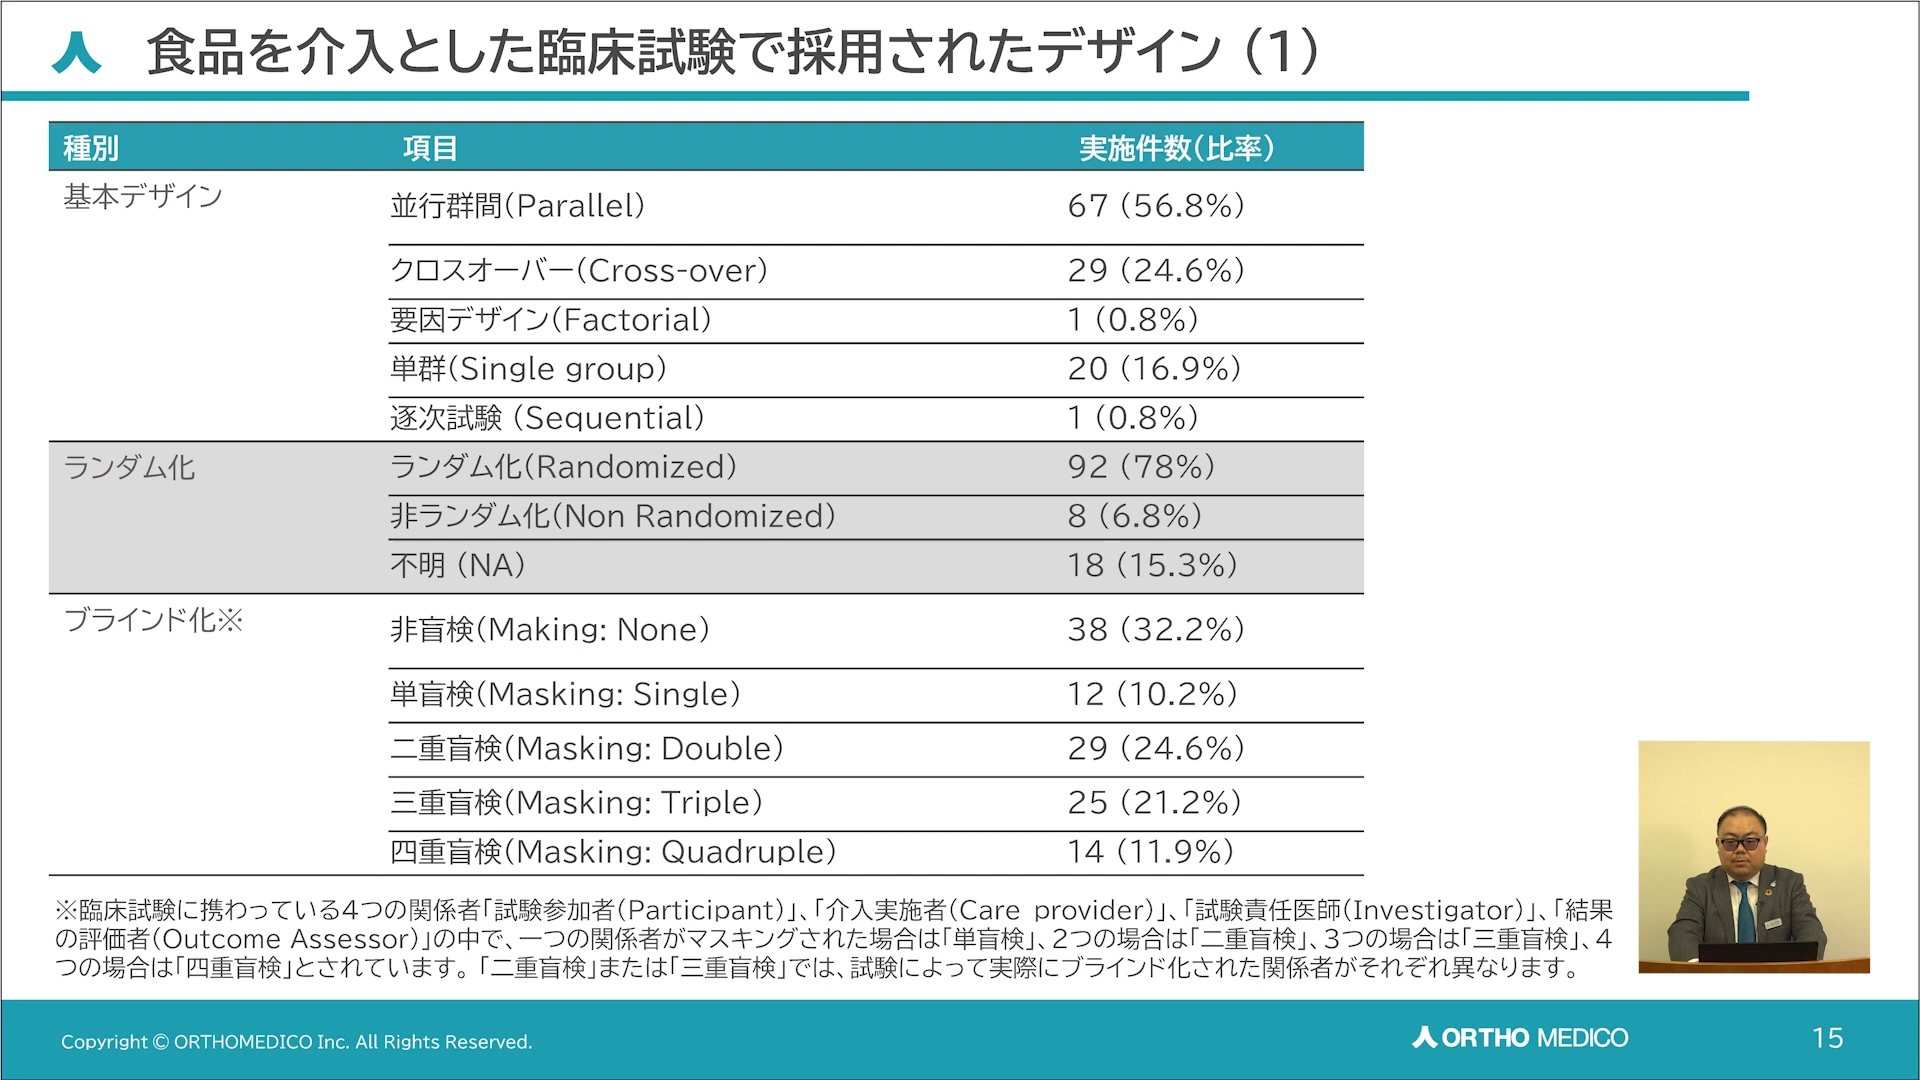 食品を介入とした臨床試験で採用されたデザイン（1）
種別 項目 実施件数（比率）
基本デザイン 並行群間（Parallel） 67（56.8%）
クロスオーバー（Cross-over） 29（24.6%）
要因デザイン（Factorial） 1（0.8%）
単群（Single group） 20（16.9%）
逐次試験（Sequential） 1（0.8%）
ランダム化 ランダム化（Randomized） 92（78%）
非ランダム化（Non Randomized） 8（6.8%）
不明（NA） 18（15.3%）
ブラインド化※ 非盲検（Making: None） 38（32.2%）
単盲検（Masking: Single） 12（10.2%）
二重盲検（Masking: Double） 29（24.6%）
三重盲検（Masking: Triple） 25（21.2%）
四重盲検（Masking: Quadruple） 14（11.9%）
※臨床試験に携わっている4つの関係者「試験参加者（Participant）」、「介入実施者（Care provider）」、「試験責任医師（Investigator）」、「結果
の評価者（Outcome Assessor）」の中で、一つの関係者がマスキングされた場合は「単盲検」、2つの場合は「二重盲検」、3つの場合は「三重盲検」、4
つの場合は「四重盲検」とされています。「二重盲検」または「三重盲検」では、試験によって実際にブラインド化された関係者がそれぞれ異なります。
Copyright © ORTHOMEDICO Inc. All Rights Reserved.
ORTHO MEDICO
15